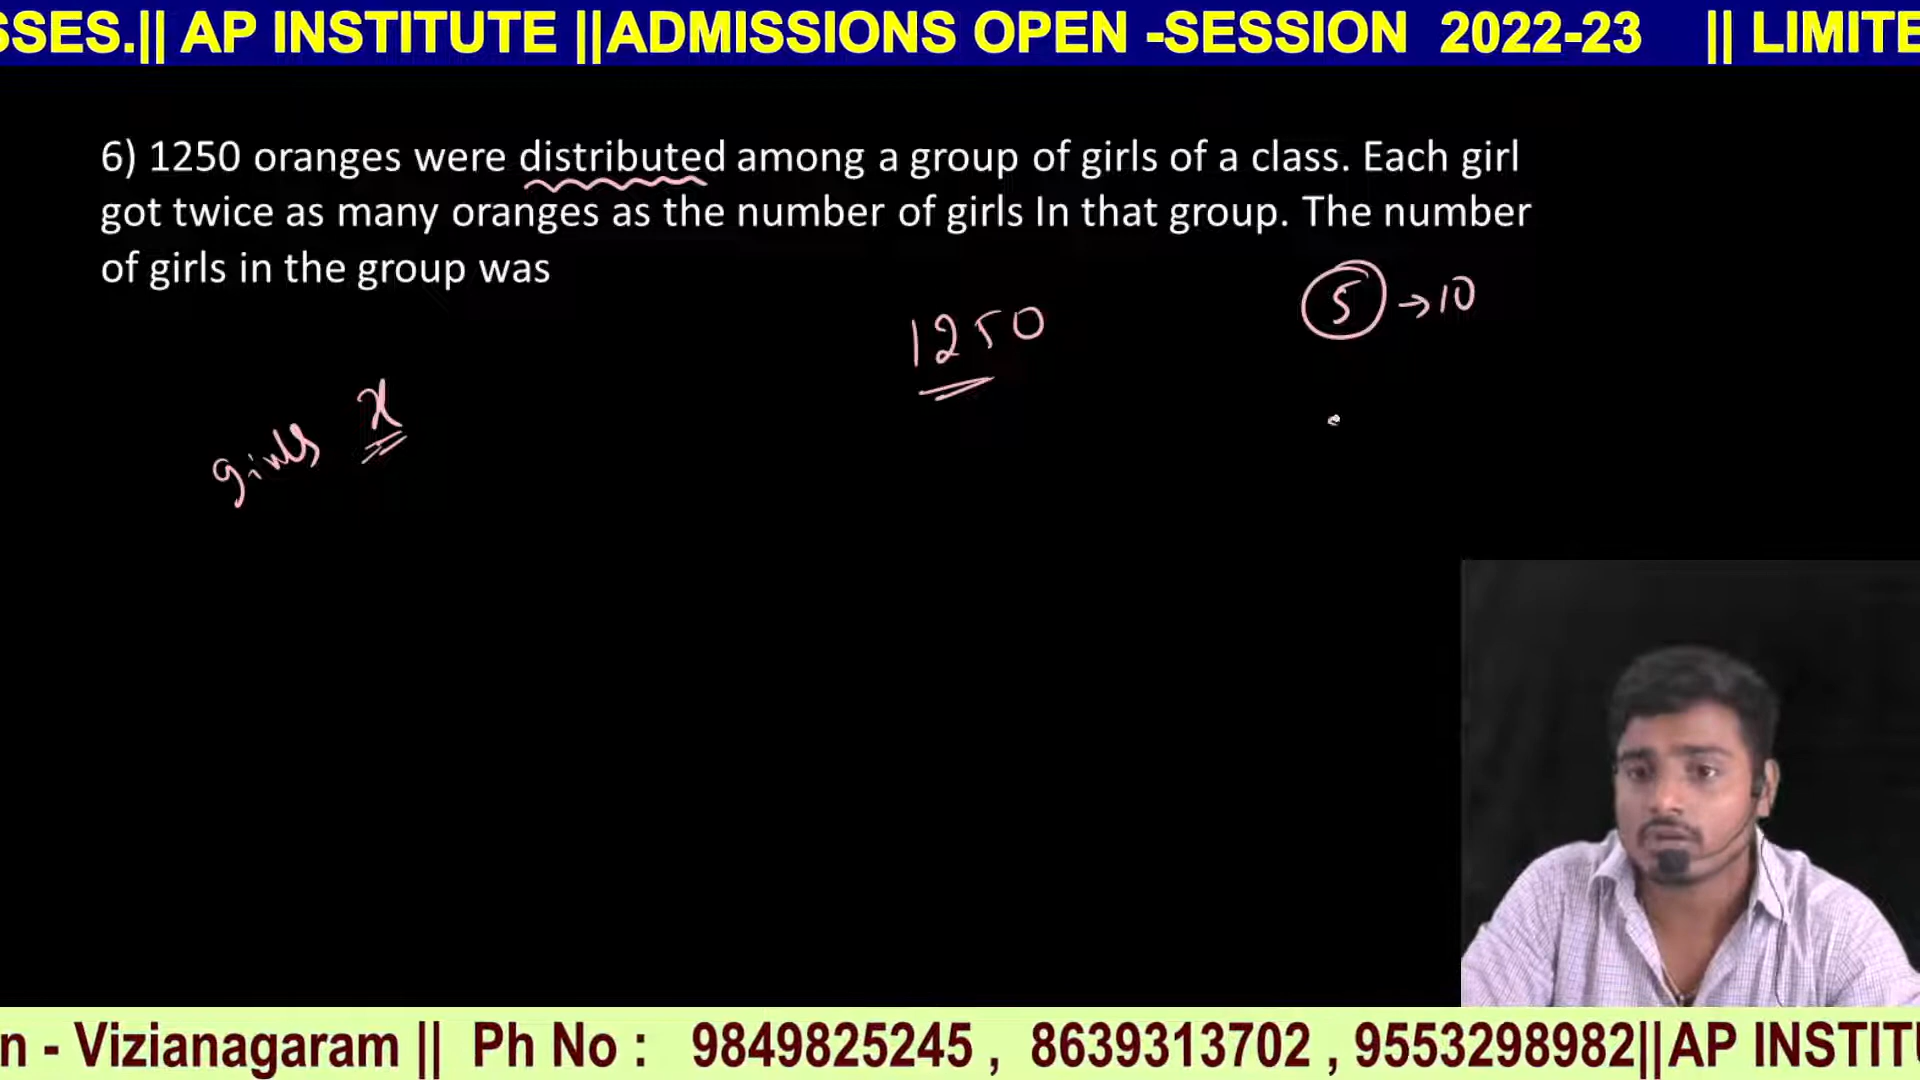 SSES.|| AP INSTITUTE ||ADMISSIONS OPEN -SESSION 2022-23 || LIMITE
6) 1250 oranges were distributed among a group of girls of a class. Each girl
got twice as many oranges as the number of girls In that group. The number
of girls in the group was
5 → 10
1250
girls x
n - Vizianagaram || Ph No : 9849825245 , 8639313702 , 9553298982||AP INSTITU